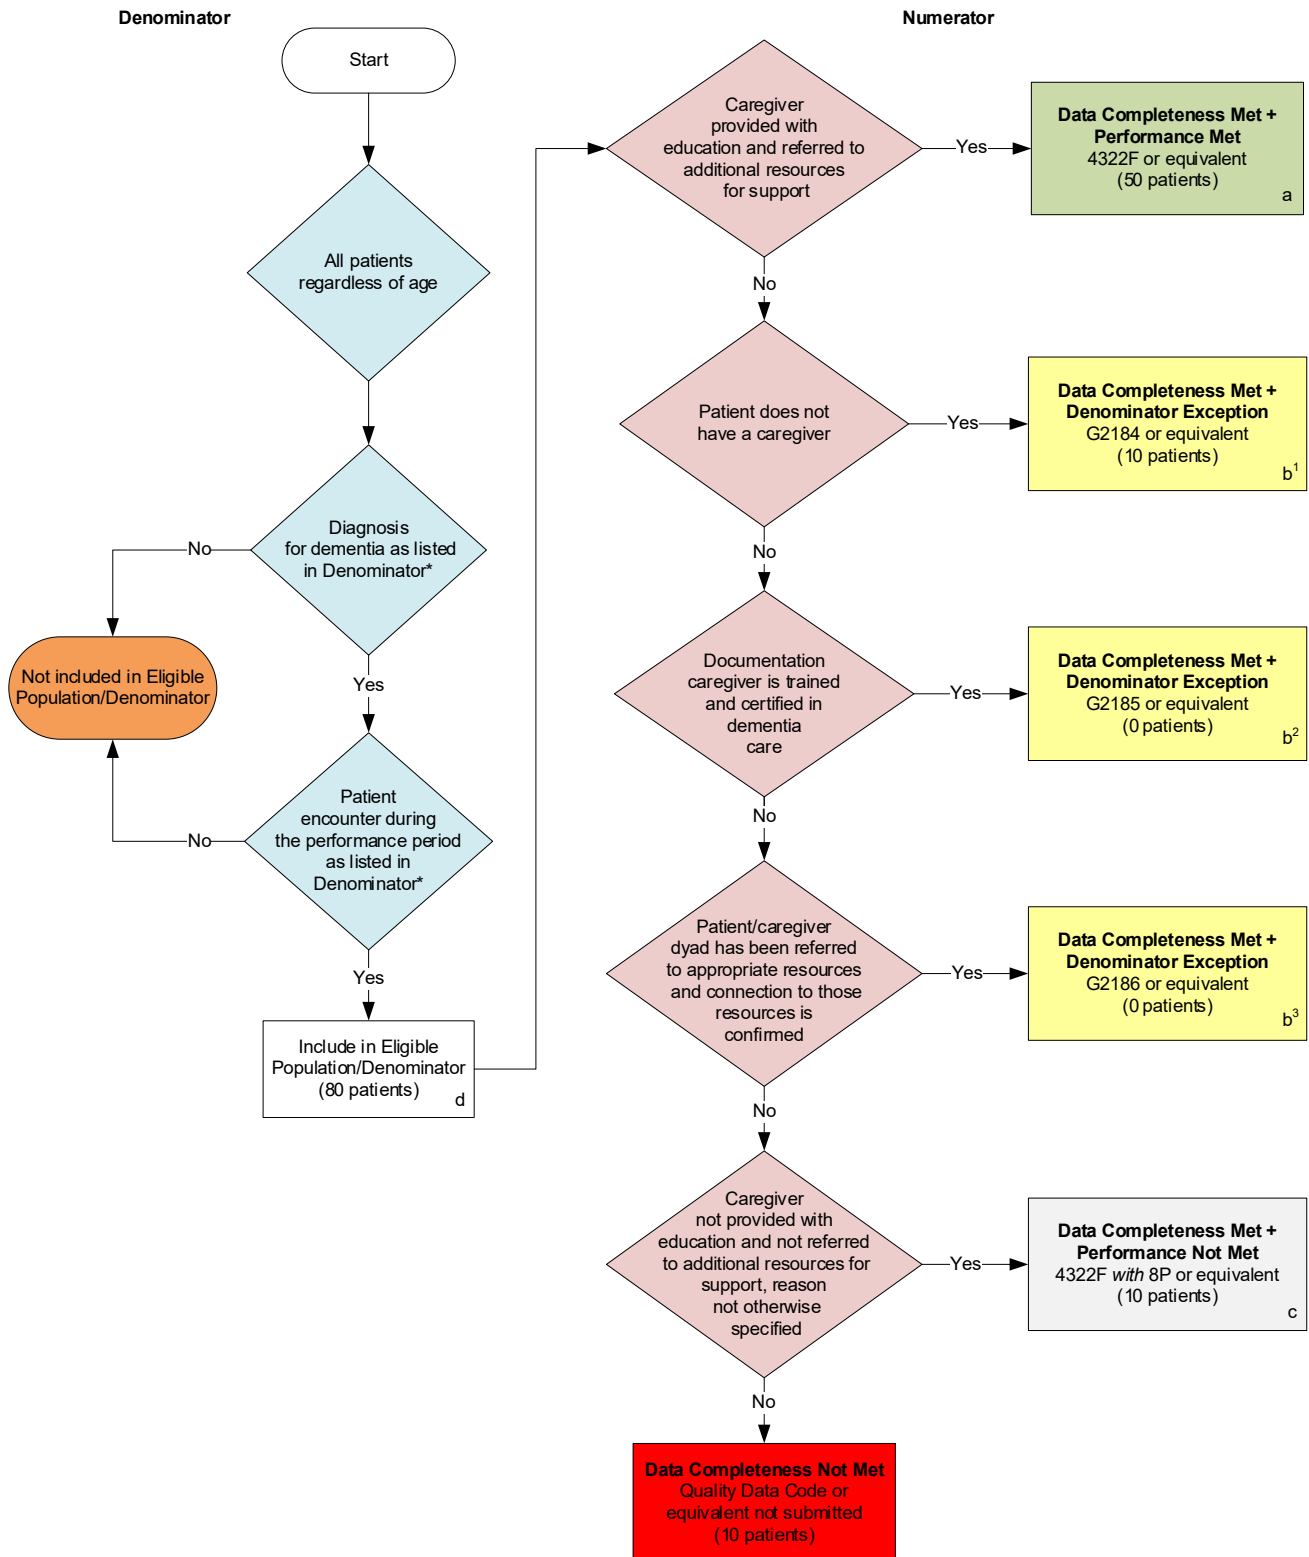 Denominator
Start
All patients
regardless of age
Diagnosis
for dementia as listed
in Denominator*
No
Not included in Eligible
Population/Denominator
Yes
Patient
encounter during
the performance period
as listed in
Denominator*
No
Yes
Include in Eligible
Population/Denominator
(80 patients)
d
Numerator
Caregiver
provided with
education and referred to
additional resources
for support
Yes
Data Completeness Met +
Performance Met
4322F or equivalent
(50 patients)
a
No
Patient does not
have a caregiver
Yes
Data Completeness Met +
Denominator Exception
G2184 or equivalent
(10 patients)
b¹
No
Documentation
caregiver is trained
and certified in
dementia
care
Yes
Data Completeness Met +
Denominator Exception
G2185 or equivalent
(0 patients)
b²
No
Patient/caregiver
dyad has been referred
to appropriate resources
and connection to those
resources is
confirmed
Yes
Data Completeness Met +
Denominator Exception
G2186 or equivalent
(0 patients)
b³
No
Caregiver
not provided with
education and not referred
to additional resources for
support, reason
not otherwise
specified
Yes
Data Completeness Met +
Performance Not Met
4322F with 8P or equivalent
(10 patients)
c
No
Data Completeness Not Met
Quality Data Code or
equivalent not submitted
(10 patients)